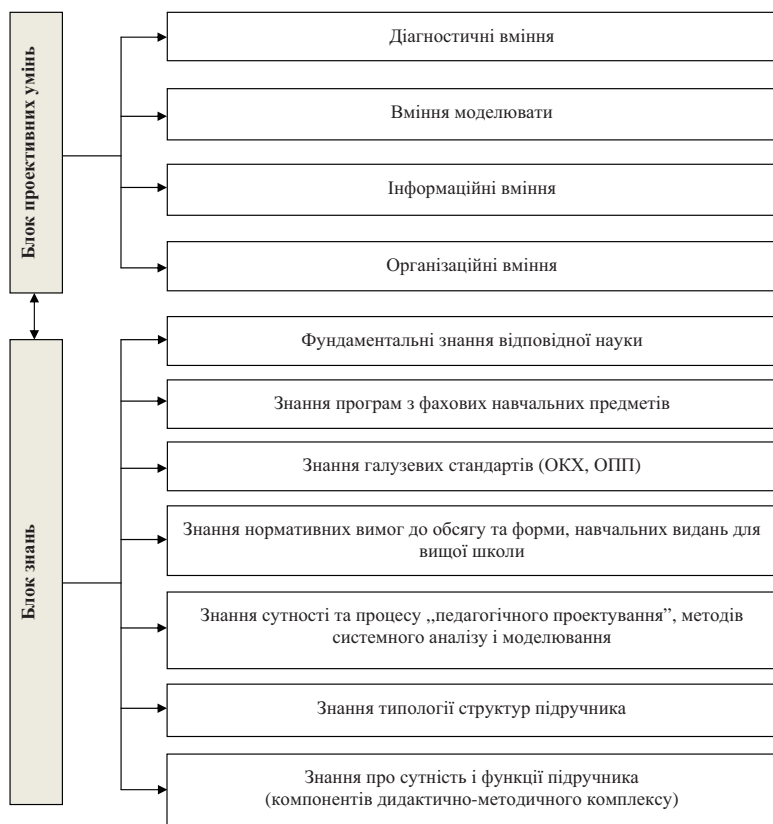 Блок проективних умінь
Діагностичні вміння
Вміння моделювати
Інформаційні вміння
Організаційні вміння
Блок знань
Фундаментальні знання відповідної науки
Знання програм з фахових навчальних предметів
Знання галузевих стандартів (ОКХ, ОПП)
Знання нормативних вимог до обсягу та форми, навчальних видань для
вищої школи
Знання сутності та процесу „педагогічного проектування”, методів
системного аналізу і моделювання
Знання типології структур підручника
Знання про сутність і функції підручника
(компонентів дидактично-методичного комплексу)